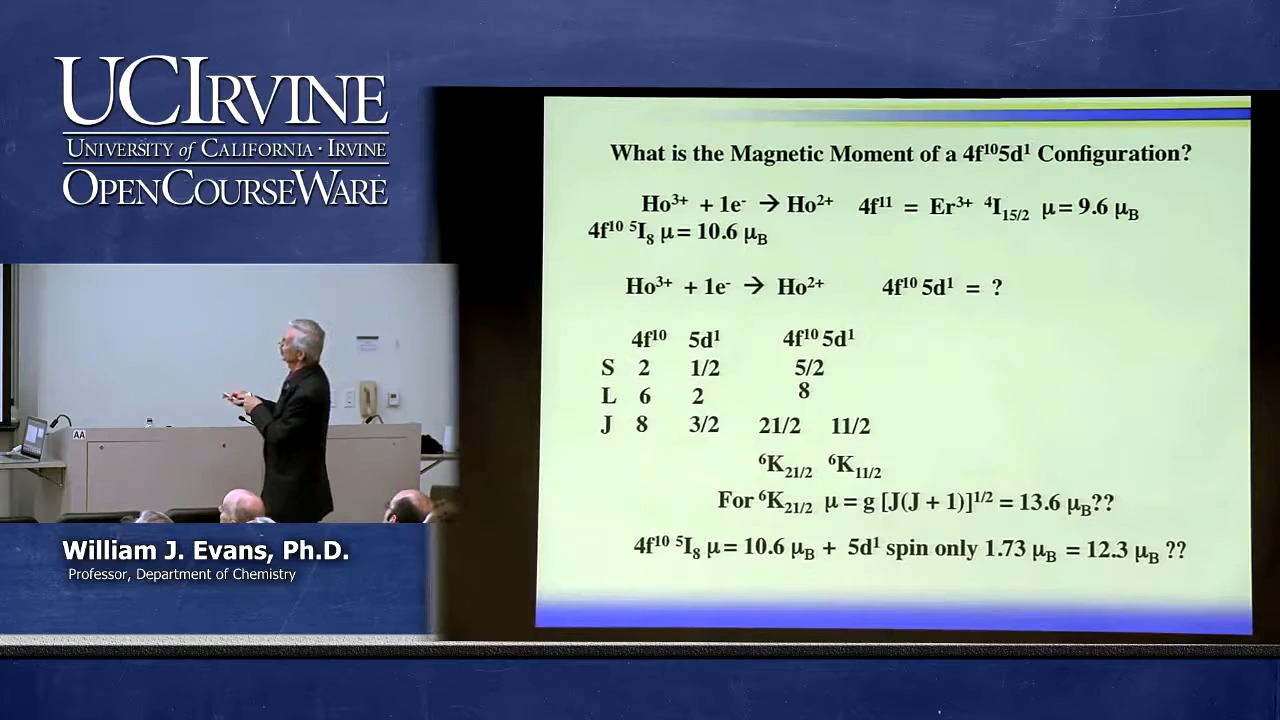 UCIRVINE
UNIVERSITY of CALIFORNIA · IRVINE
OPENCOURSEWARE
AA
William J. Evans, Ph.D.
Professor, Department of Chemistry
What is the Magnetic Moment of a 4f¹⁰5d¹ Configuration?
Ho³⁺ + 1e⁻ → Ho²⁺ 4f¹¹ = Er³⁺ ⁴I₁₅/₂ μ = 9.6 μB
4f¹⁰ ⁵I₈ μ = 10.6 μB
Ho³⁺ + 1e⁻ → Ho²⁺ 4f¹⁰ 5d¹ = ?
4f¹⁰ 5d¹ 4f¹⁰ 5d¹
S 2 1/2 5/2
L 6 2 8
J 8 3/2 21/2 11/2
⁶K₂₁/₂ ⁶K₁₁/₂
For ⁶K₂₁/₂ μ = g [J(J + 1)]¹/² = 13.6 μB??
4f¹⁰ ⁵I₈ μ = 10.6 μB + 5d¹ spin only 1.73 μB = 12.3 μB ??